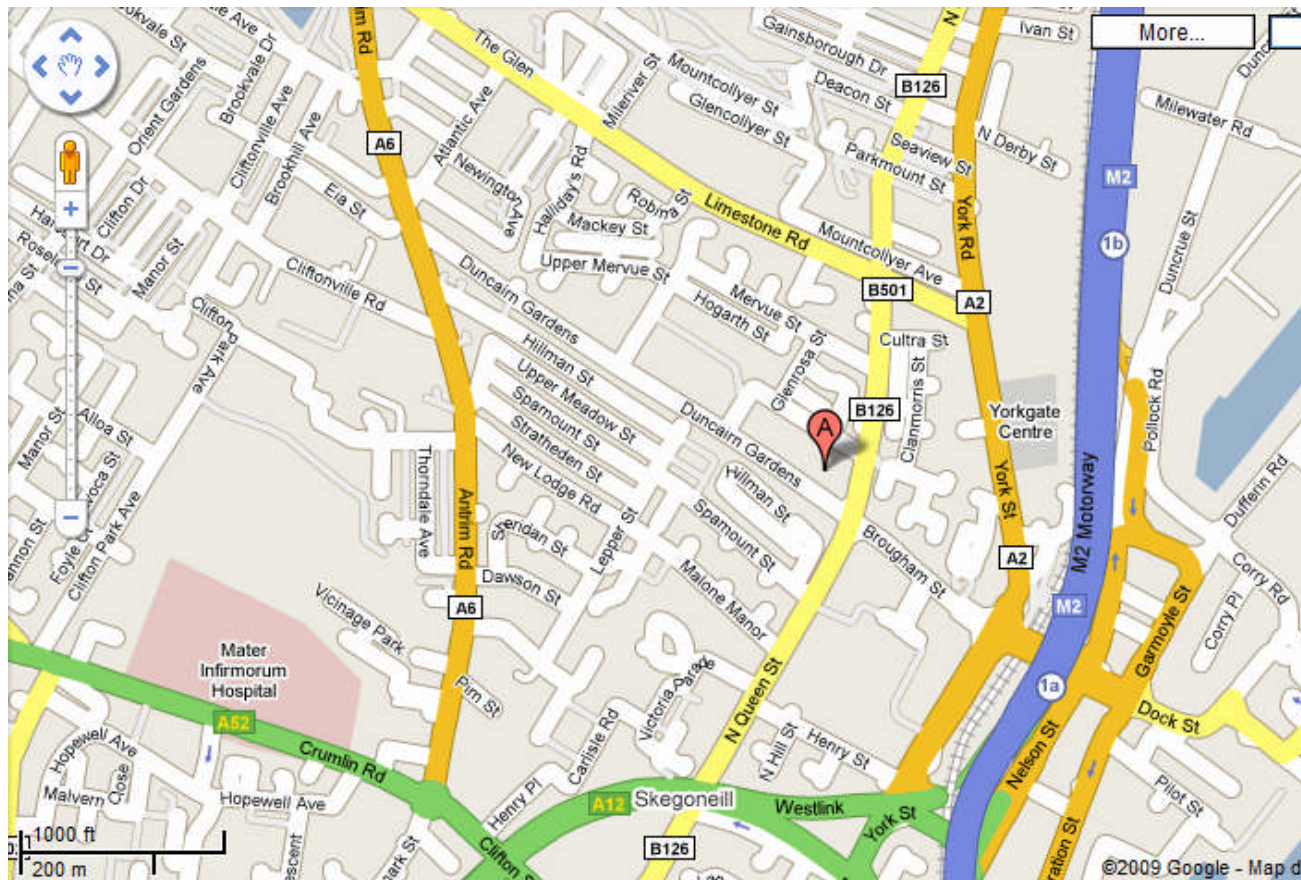 More...
Ivan St
Gainsborough Dr
The Glen
Mileriver St
Mountcollyer St
Deacon St
B126
Glencollyer St
N Derby St
Milewater Rd
Brookvale Dr
Orient Gardens
Cliftonville Ave
Brookhill Ave
Atlantic Ave
A6
Seaview St
Parkmount St
M2
Newington Ave
Halliday's Rd
Robina St
Eia St
Clifton Dr
Manor St
Mackey St
Limestone Rd
York Rd
Mountcollyer Ave
1b
Duncrue St
Upper Mervue St
Cliftonville Rd
Duncairn Gardens
B501
A2
Mervue St
Hogarth St
Cultra St
Clifton Park Ave
Hillman St
Upper Meadow St
Spamount St
Stratheden St
New Lodge Rd
Glenrosa St
Clanmorris St
Yorkgate Centre
Pollock Rd
B126
A
Manor St
Alloa St
Duncairn Gardens
Hillman St
Spamount St
Thorndale Ave
Antrim Rd
Sheridan St
Lepper St
Dawson St
Malone Manor
Brougham St
York St
A2
M2 Motorway
Dufferin Rd
Corry Rd
Corry Pl
Clifton Park Ave
A6
Vicinage Park
M2
Garmoyle St
Mater
Infirmorum
Hospital
Pim St
Victoria Parade
N Queen St
1a
Dock St
A52
Crumlin Rd
Carlisle Rd
N Hill St
Henry St
Nelson St
Pilot St
Hopewell Ave
Malvern Close
Hopewell Ave
Henry Pl
A12
Skegoneill
Westlink
York St
B126
1000 ft
200 m
©2009 Google - Map d